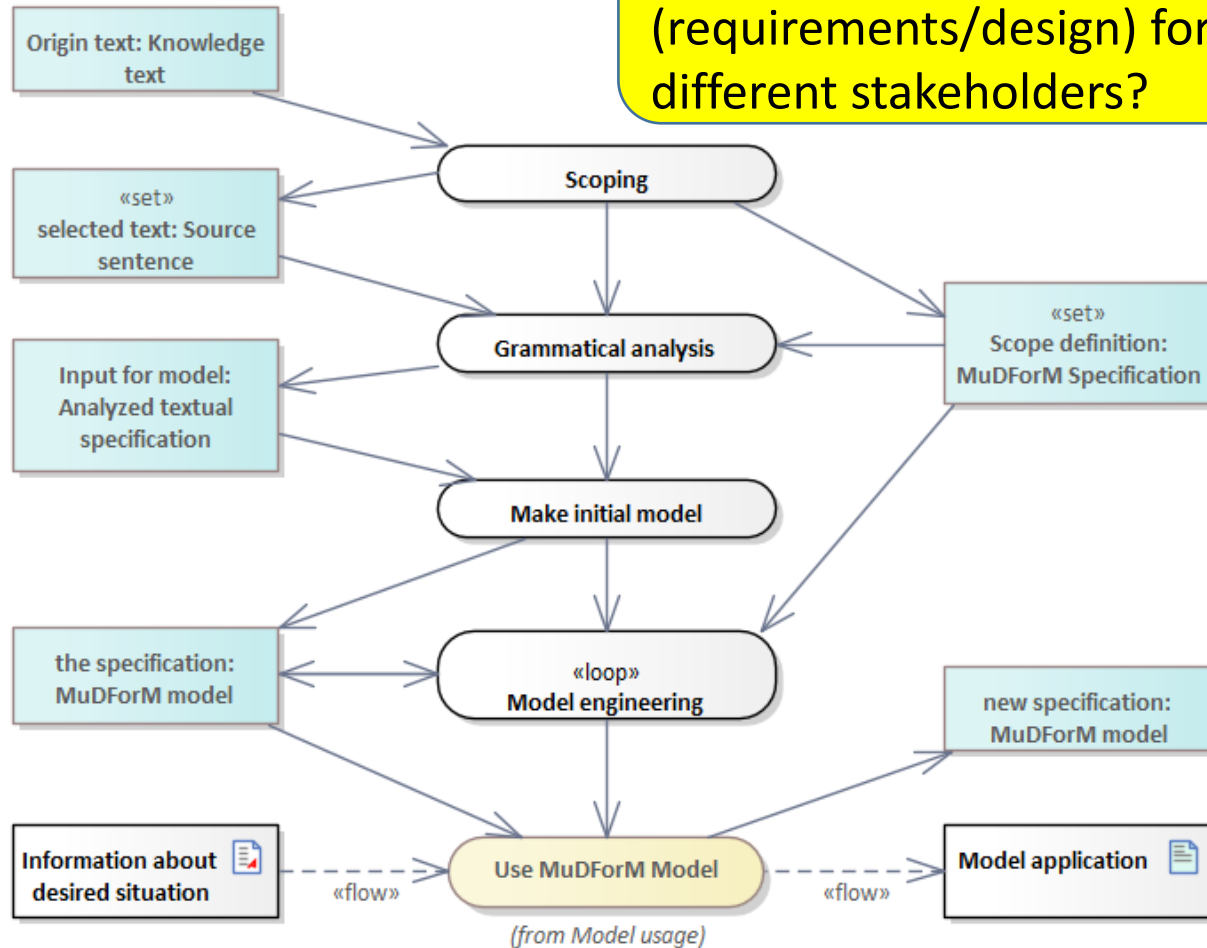 (requirements/design) for
different stakeholders?
Origin text: Knowledge
text
Scoping
«set»
selected text: Source
sentence
«set»
Scope definition:
MuDForM Specification
Grammatical analysis
Input for model:
Analyzed textual
specification
Make initial model
the specification:
MuDForM model
«loop»
Model engineering
new specification:
MuDForM model
Information about
desired situation
«flow»
Use MuDForM Model
«flow»
Model application
(from Model usage)